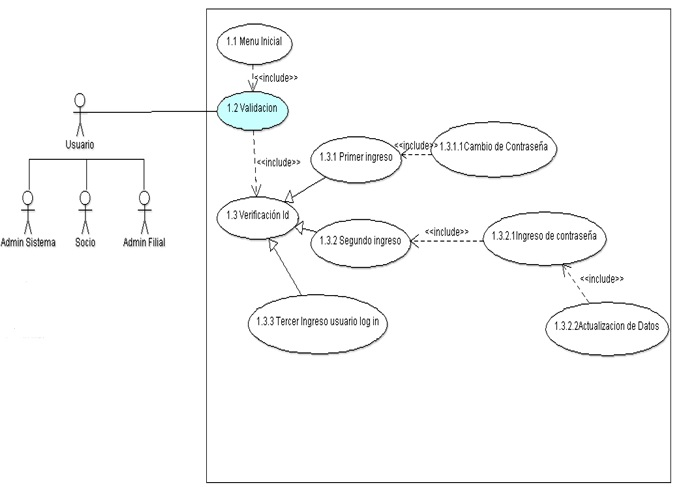 1.1 Menu Inicial
<<include>>
1.2 Validacion
Usuario
<<include>>
1.3.1 Primer ingreso
<<include>>
1.3.1.1Cambio de Contraseña
Admin Sistema
Socio
Admin Filial
1.3 Verificación Id
1.3.2 Segundo ingreso
<<include>>
1.3.2.1Ingreso de contraseña
<<include>>
1.3.3 Tercer Ingreso usuario log in
1.3.2.2Actualizacion de Datos